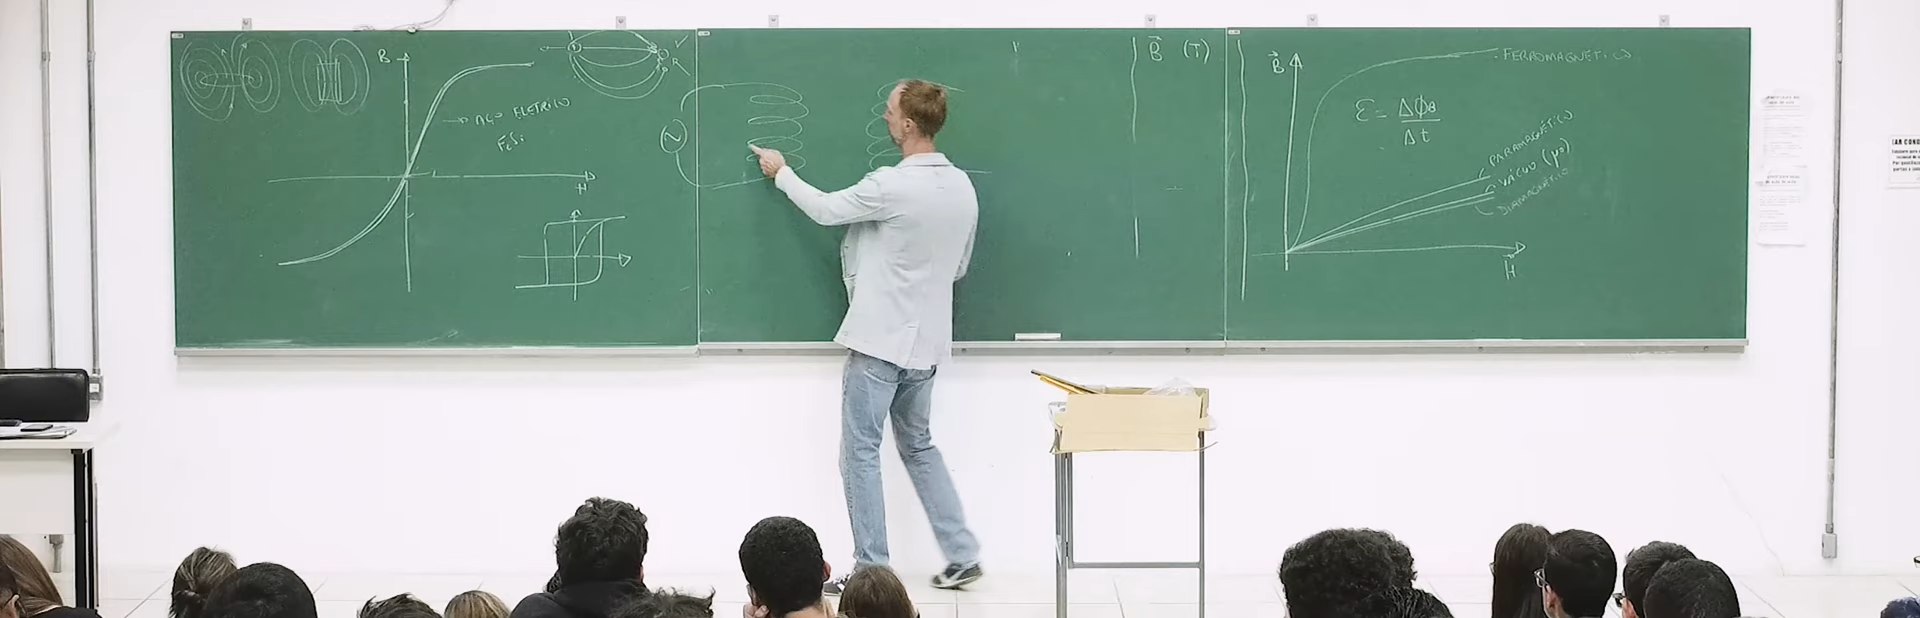 B
AÇO ELETRICO
FeSi
H
R
B (T)
B
FERROMAGNÉTICO
ε = ΔϕB
Δt
PARAMAGNÉTICO
VÁCUO (μ₀)
DIAMAGNÉTICO
H